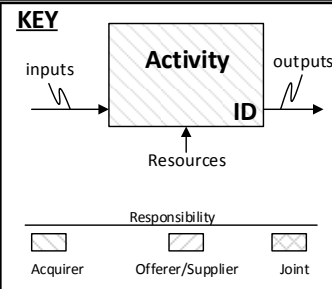 KEY
Activity
inputs
outputs
ID
Resources
Responsibility
Acquirer Offerer/Supplier Joint